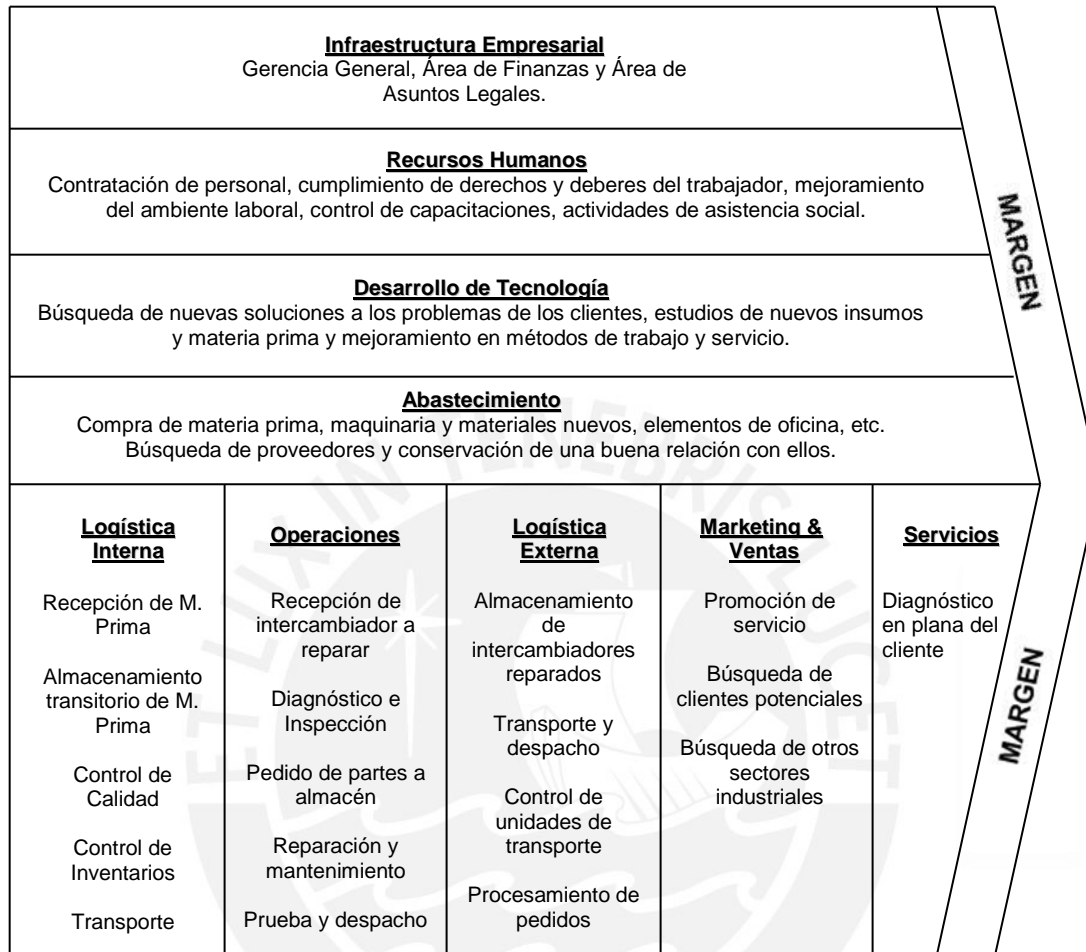 Infraestructura Empresarial
Gerencia General, Área de Finanzas y Área de
Asuntos Legales.
Recursos Humanos
Contratación de personal, cumplimiento de derechos y deberes del trabajador, mejoramiento
del ambiente laboral, control de capacitaciones, actividades de asistencia social.
MARGEN
Desarrollo de Tecnología
Búsqueda de nuevas soluciones a los problemas de los clientes, estudios de nuevos insumos
y materia prima y mejoramiento en métodos de trabajo y servicio.
Abastecimiento
Compra de materia prima, maquinaria y materiales nuevos, elementos de oficina, etc.
Búsqueda de proveedores y conservación de una buena relación con ellos.
Logística
Interna
Recepción de M.
Prima
Almacenamiento
transitorio de M.
Prima
Control de
Calidad
Control de
Inventarios
Transporte
Operaciones
Recepción de
intercambiador a
reparar
Diagnóstico e
Inspección
Pedido de partes a
almacén
Reparación y
mantenimiento
Prueba y despacho
Logística
Externa
Almacenamiento
de
intercambiadores
reparados
Transporte y
despacho
Control de
unidades de
transporte
Procesamiento de
pedidos
Marketing &
Ventas
Promoción de
servicio
Búsqueda de
clientes potenciales
Búsqueda de otros
sectores
industriales
Servicios
Diagnóstico
en plana del
cliente
MARGEN
ET LUX IN TENEBRIS LUCET